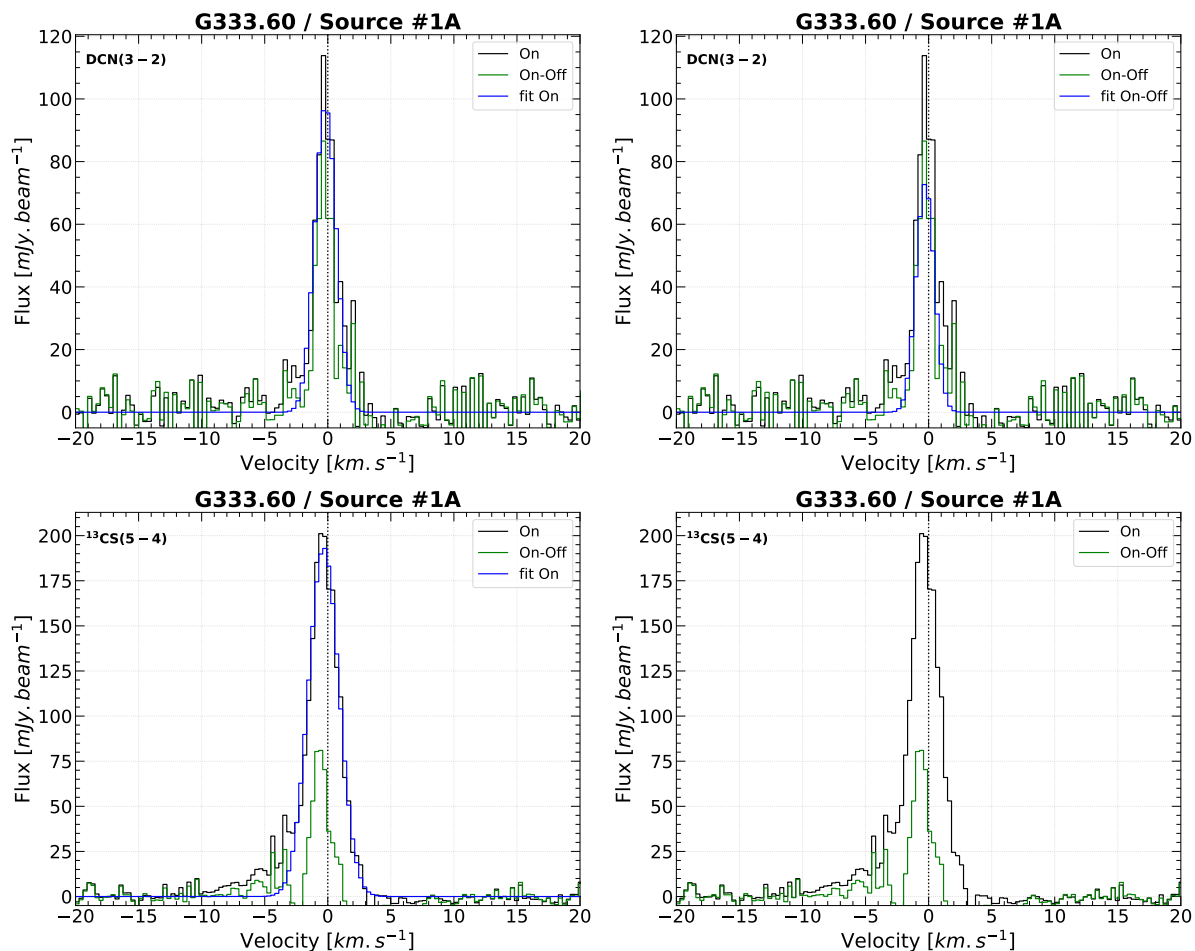 G333.60 / Source #1A
DCN(3 − 2)
On
On-Off
fit On
120
100
80
60
40
20
0
Flux [mJy.beam⁻¹]
−20 −15 −10 −5 0 5 10 15 20
Velocity [km.s⁻¹]
G333.60 / Source #1A
DCN(3 − 2)
On
On-Off
fit On-Off
120
100
80
60
40
20
0
Flux [mJy.beam⁻¹]
−20 −15 −10 −5 0 5 10 15 20
Velocity [km.s⁻¹]
G333.60 / Source #1A
¹³CS(5 − 4)
On
On-Off
fit On
200
175
150
125
100
75
50
25
0
Flux [mJy.beam⁻¹]
−20 −15 −10 −5 0 5 10 15 20
Velocity [km.s⁻¹]
G333.60 / Source #1A
¹³CS(5 − 4)
On
On-Off
200
175
150
125
100
75
50
25
0
Flux [mJy.beam⁻¹]
−20 −15 −10 −5 0 5 10 15 20
Velocity [km.s⁻¹]